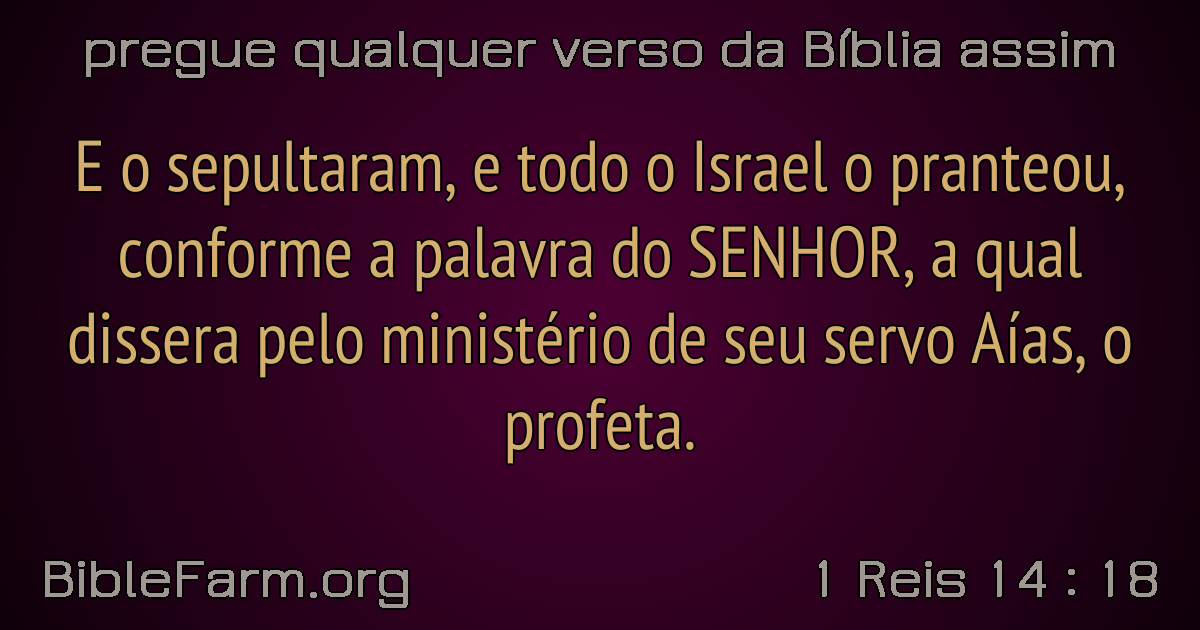 pregue qualquer verso da Bíblia assim
E o sepultaram, e todo o Israel o pranteou,
conforme a palavra do SENHOR, a qual
dissera pelo ministério de seu servo Aías, o
profeta.
BibleFarm.org
1 Reis 14 : 18